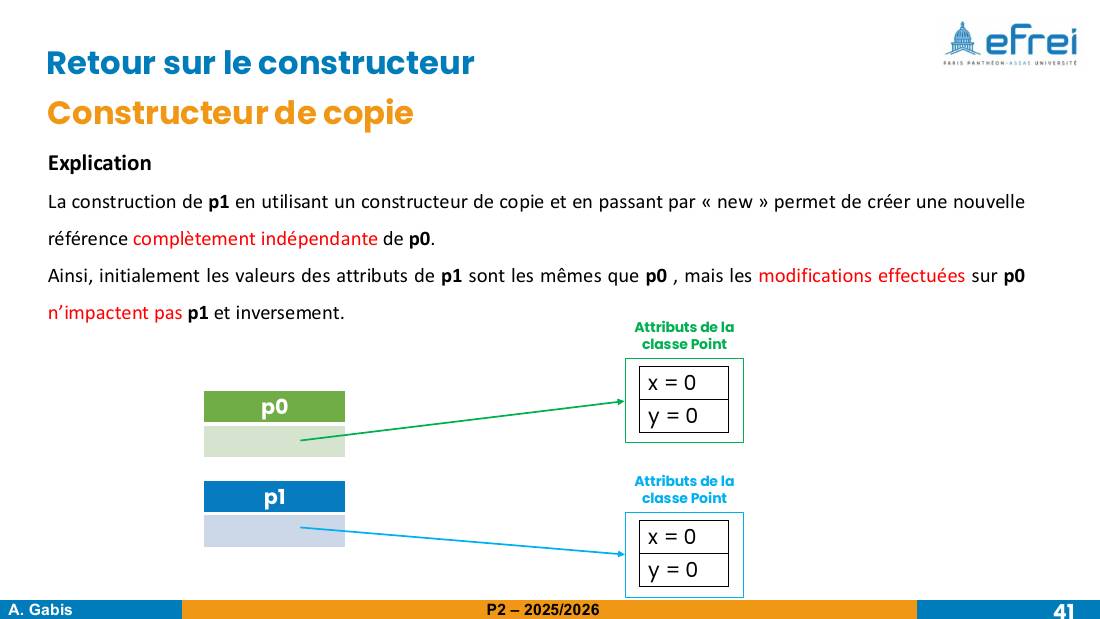 efrei
PARIS PANTHÉON-ASSAS UNIVERSITÉ
Retour sur le constructeur
Constructeur de copie
Explication
La construction de p1 en utilisant un constructeur de copie et en passant par « new » permet de créer une nouvelle
référence complètement indépendante de p0.
Ainsi, initialement les valeurs des attributs de p1 sont les mêmes que p0 , mais les modifications effectuées sur p0
n’impactent pas p1 et inversement.
Attributs de la
classe Point
x = 0
y = 0
p0
Attributs de la
classe Point
x = 0
y = 0
p1
A. Gabis
P2 – 2025/2026
41